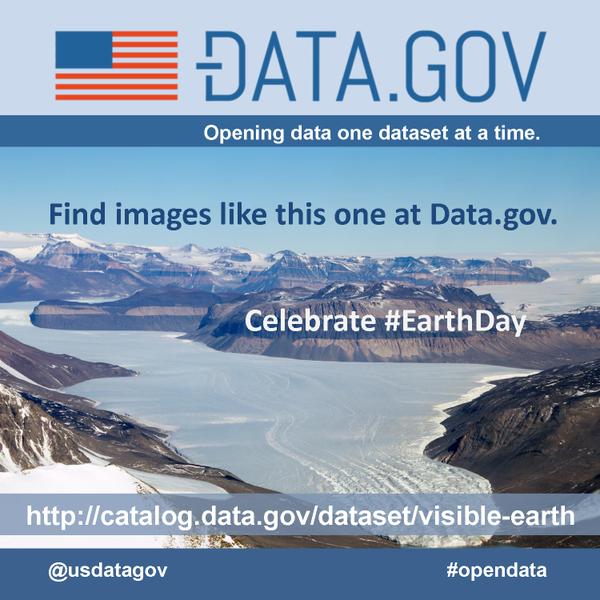 DATA.GOV
Opening data one dataset at a time.
Find images like this one at Data.gov.
Celebrate #EarthDay
http://catalog.data.gov/dataset/visible-earth
@usdatagov #opendata